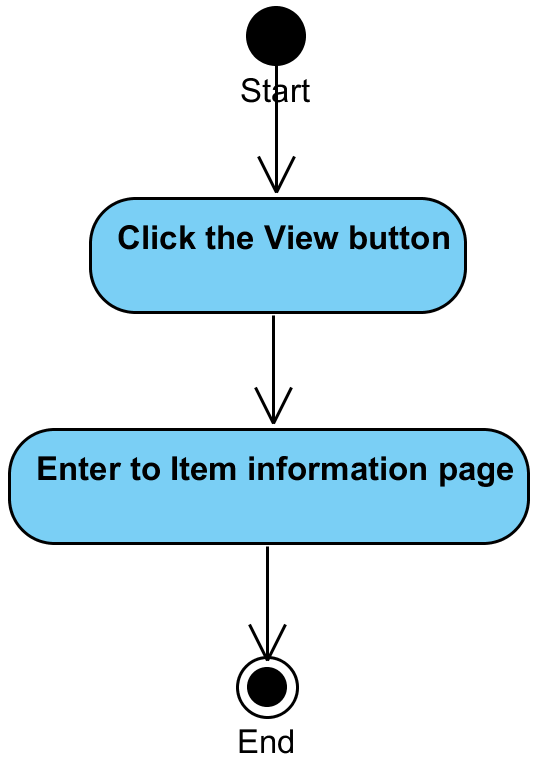 Start
Click the View button
Enter to Item information page
End